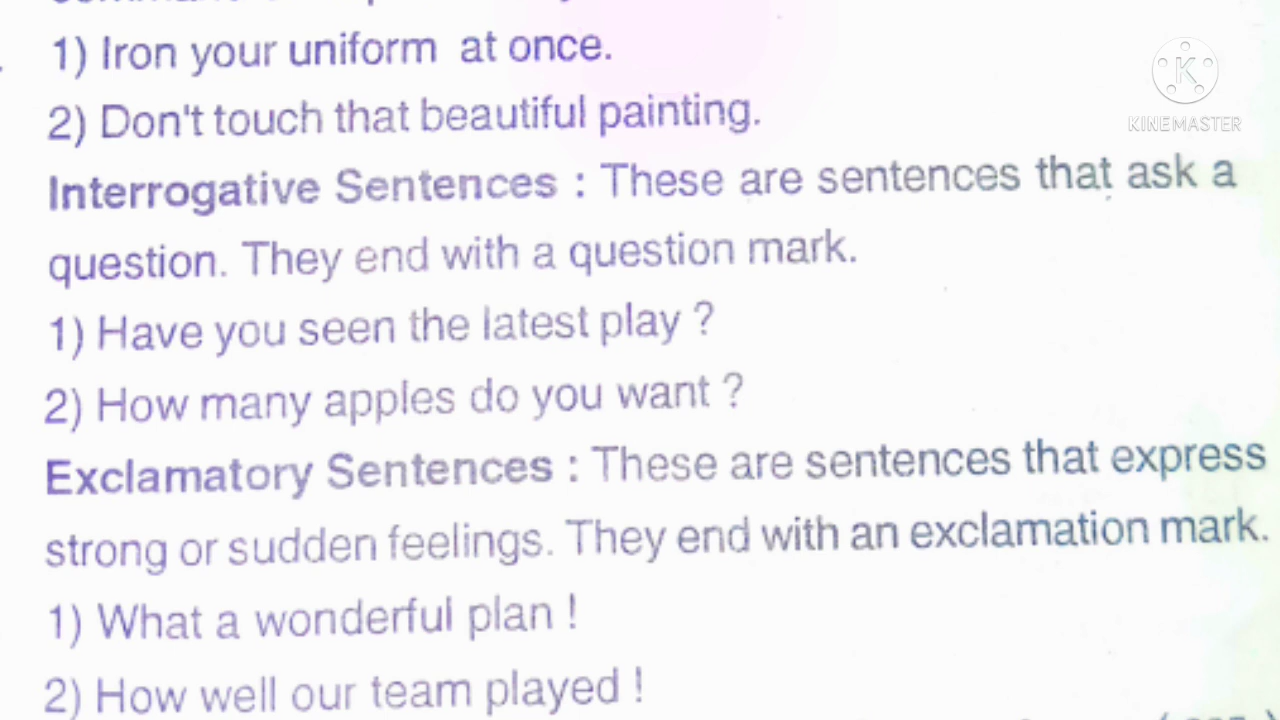 1) Iron your uniform at once.
2) Don't touch that beautiful painting.
Interrogative Sentences : These are sentences that ask a
question. They end with a question mark.
1) Have you seen the latest play ?
2) How many apples do you want ?
Exclamatory Sentences : These are sentences that express
strong or sudden feelings. They end with an exclamation mark.
1) What a wonderful plan !
2) How well our team played !
K
KINEMASTER